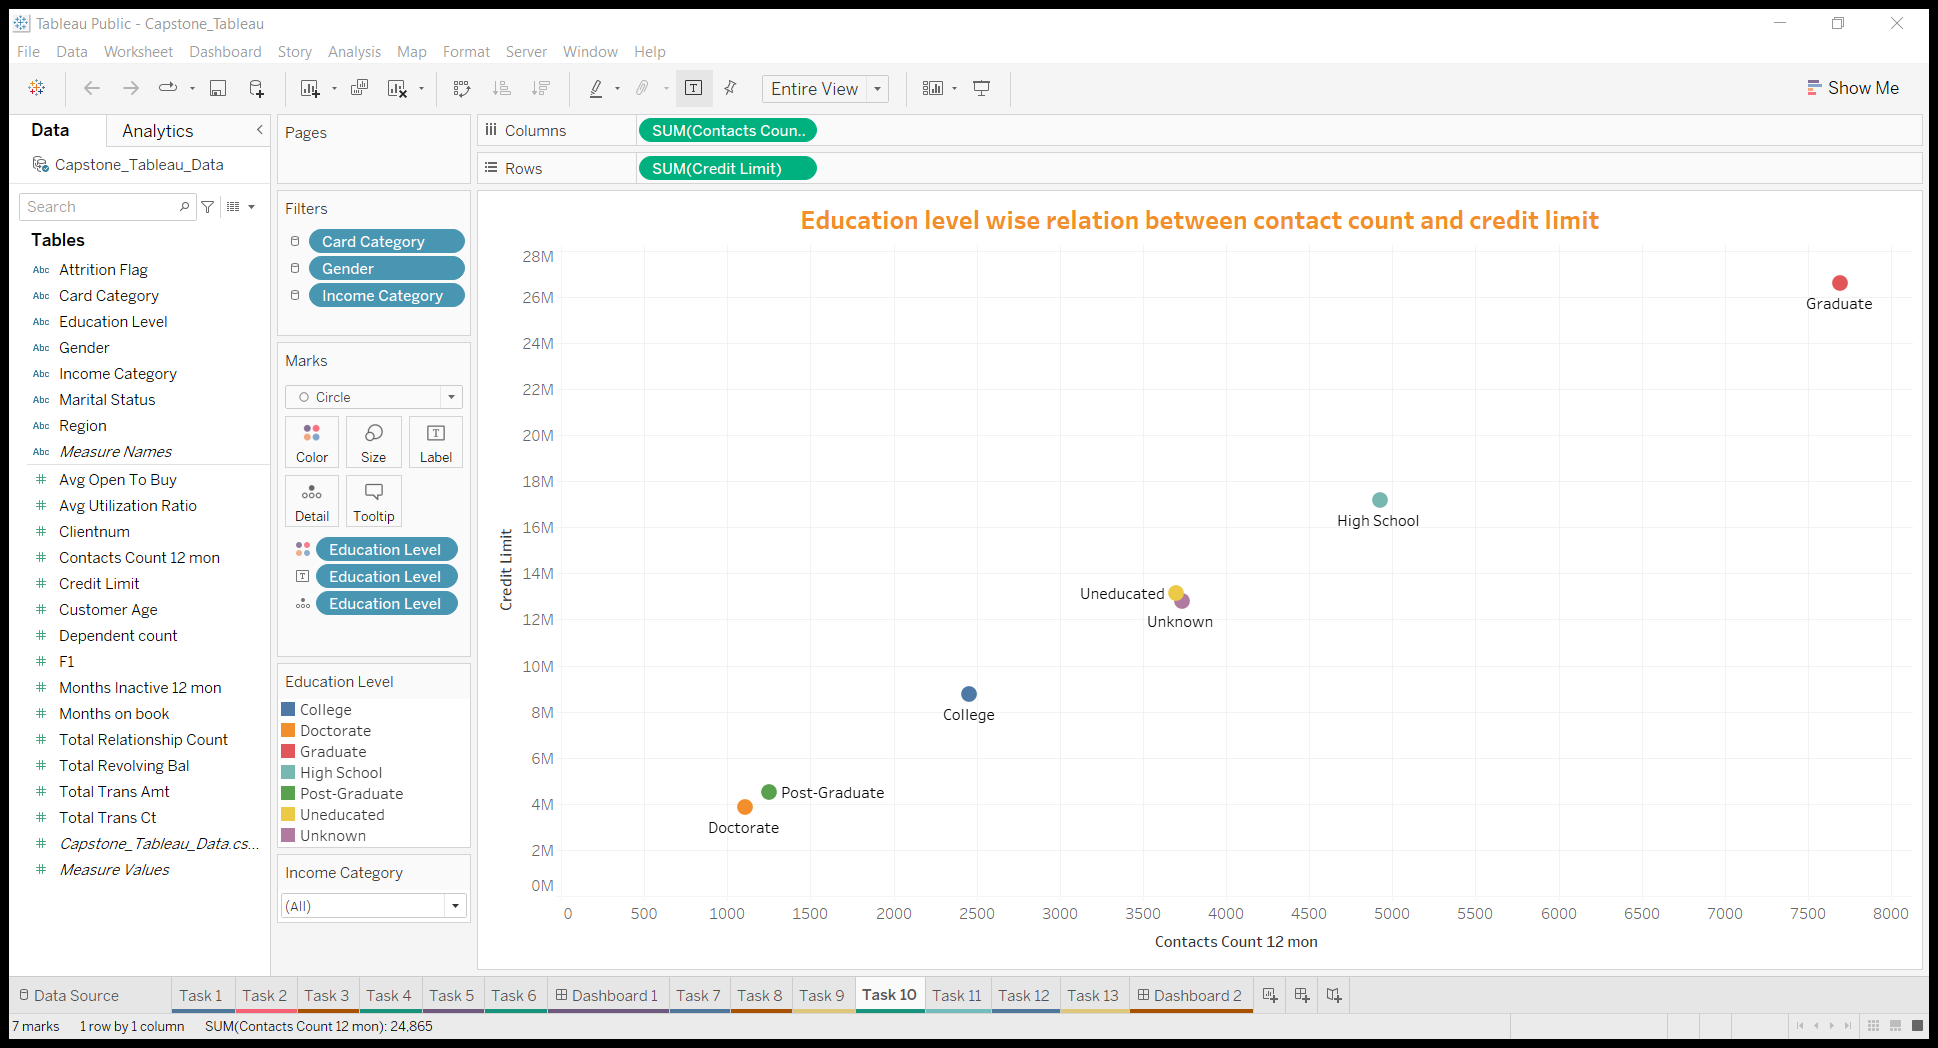 Tableau Public - Capstone_Tableau
File Data Worksheet Dashboard Story Analysis Map Format Server Window Help
Entire View
Show Me
Data Analytics
Capstone_Tableau_Data
Search
Tables
Abc Attrition Flag
Abc Card Category
Abc Education Level
Abc Gender
Abc Income Category
Abc Marital Status
Abc Region
Abc Measure Names
# Avg Open To Buy
# Avg Utilization Ratio
# Clientnum
# Contacts Count 12 mon
# Credit Limit
# Customer Age
# Dependent count
# F1
# Months Inactive 12 mon
# Months on book
# Total Relationship Count
# Total Revolving Bal
# Total Trans Amt
# Total Trans Ct
# Capstone_Tableau_Data.cs...
# Measure Values
Pages
Filters
Card Category
Gender
Income Category
Marks
Circle
Color Size Label
Detail Tooltip
Education Level
Education Level
Education Level
Education Level
College
Doctorate
Graduate
High School
Post-Graduate
Uneducated
Unknown
Income Category
(All)
Columns SUM(Contacts Coun..
Rows SUM(Credit Limit)
Education level wise relation between contact count and credit limit
28M
26M
24M
22M
20M
18M
16M
14M
12M
10M
8M
6M
4M
2M
0M
Credit Limit
Graduate
High School
Uneducated
Unknown
College
Post-Graduate
Doctorate
0 500 1000 1500 2000 2500 3000 3500 4000 4500 5000 5500 6000 6500 7000 7500 8000
Contacts Count 12 mon
Data Source Task 1 Task 2 Task 3 Task 4 Task 5 Task 6 Dashboard 1 Task 7 Task 8 Task 9 Task 10 Task 11 Task 12 Task 13 Dashboard 2
7 marks 1 row by 1 column SUM(Contacts Count 12 mon): 24,865